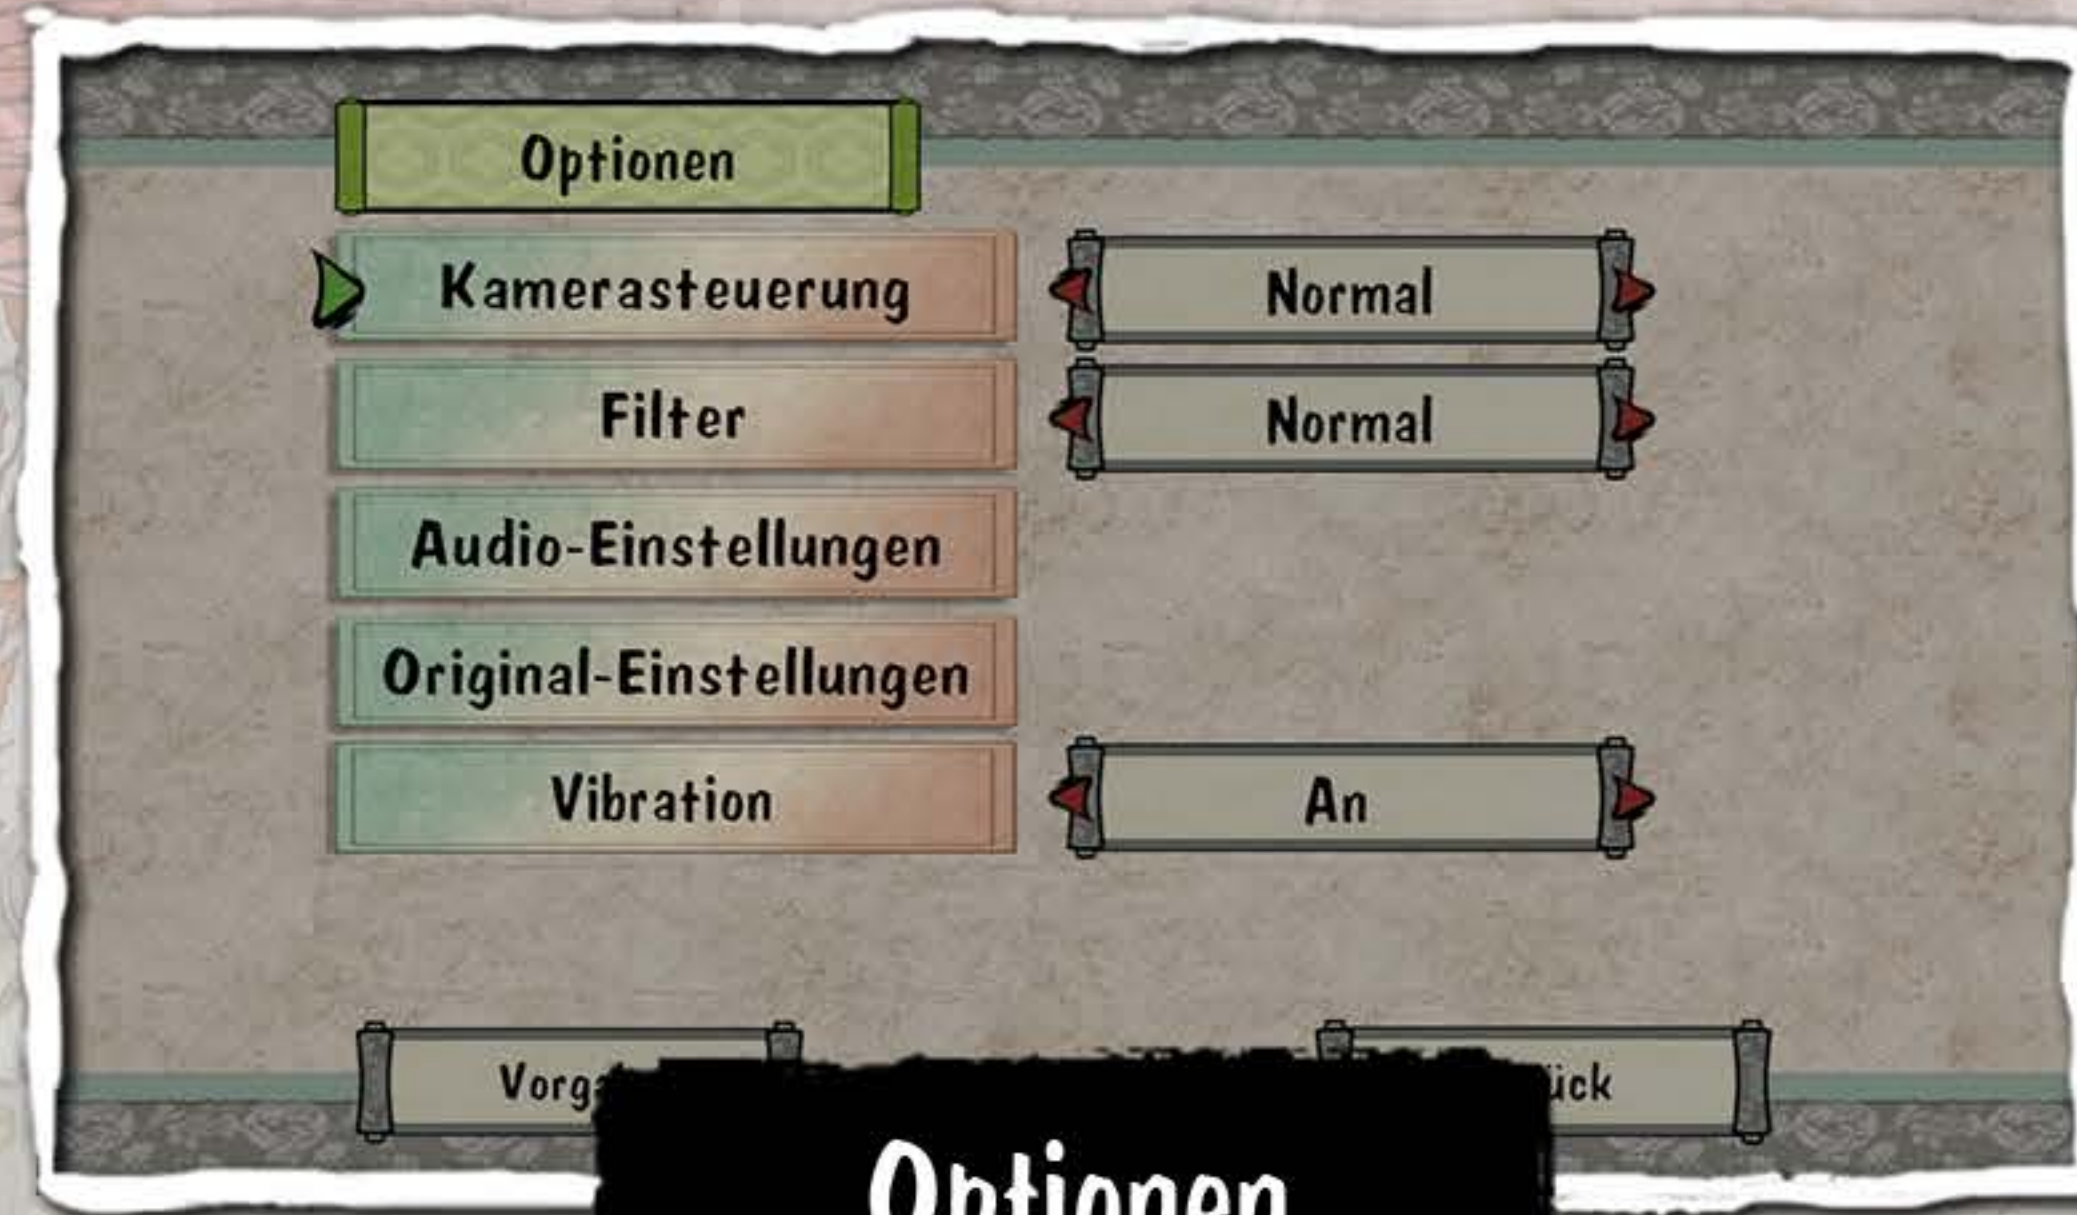 Optionen
Kamerasteuerung Normal
Filter Normal
Audio-Einstellungen
Original-Einstellungen
Vibration An
Optionen